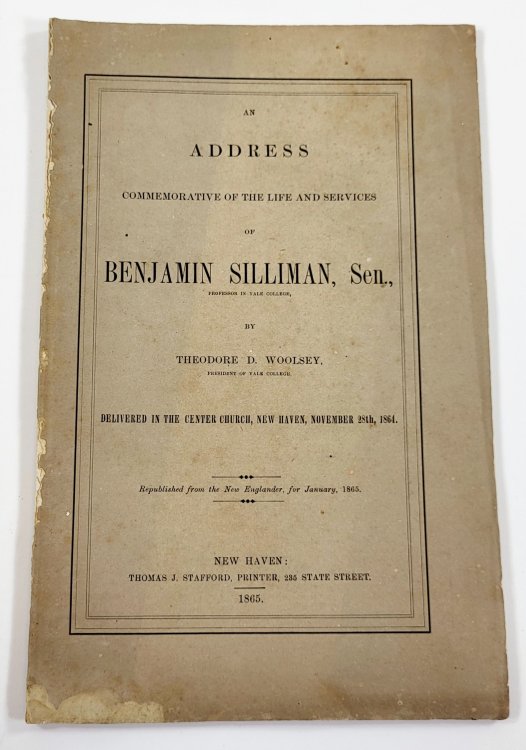 AN
ADDRESS
COMMEMORATIVE OF THE LIFE AND SERVICES
OF
BENJAMIN SILLIMAN, Sen.,
PROFESSOR IN YALE COLLEGE,
BY
THEODORE D. WOOLSEY,
PRESIDENT OF YALE COLLEGE.
DELIVERED IN THE CENTER CHURCH, NEW HAVEN, NOVEMBER 28th, 1864.
Republished from the New Englander, for January, 1865.
NEW HAVEN:
THOMAS J. STAFFORD, PRINTER, 235 STATE STREET.
1865.